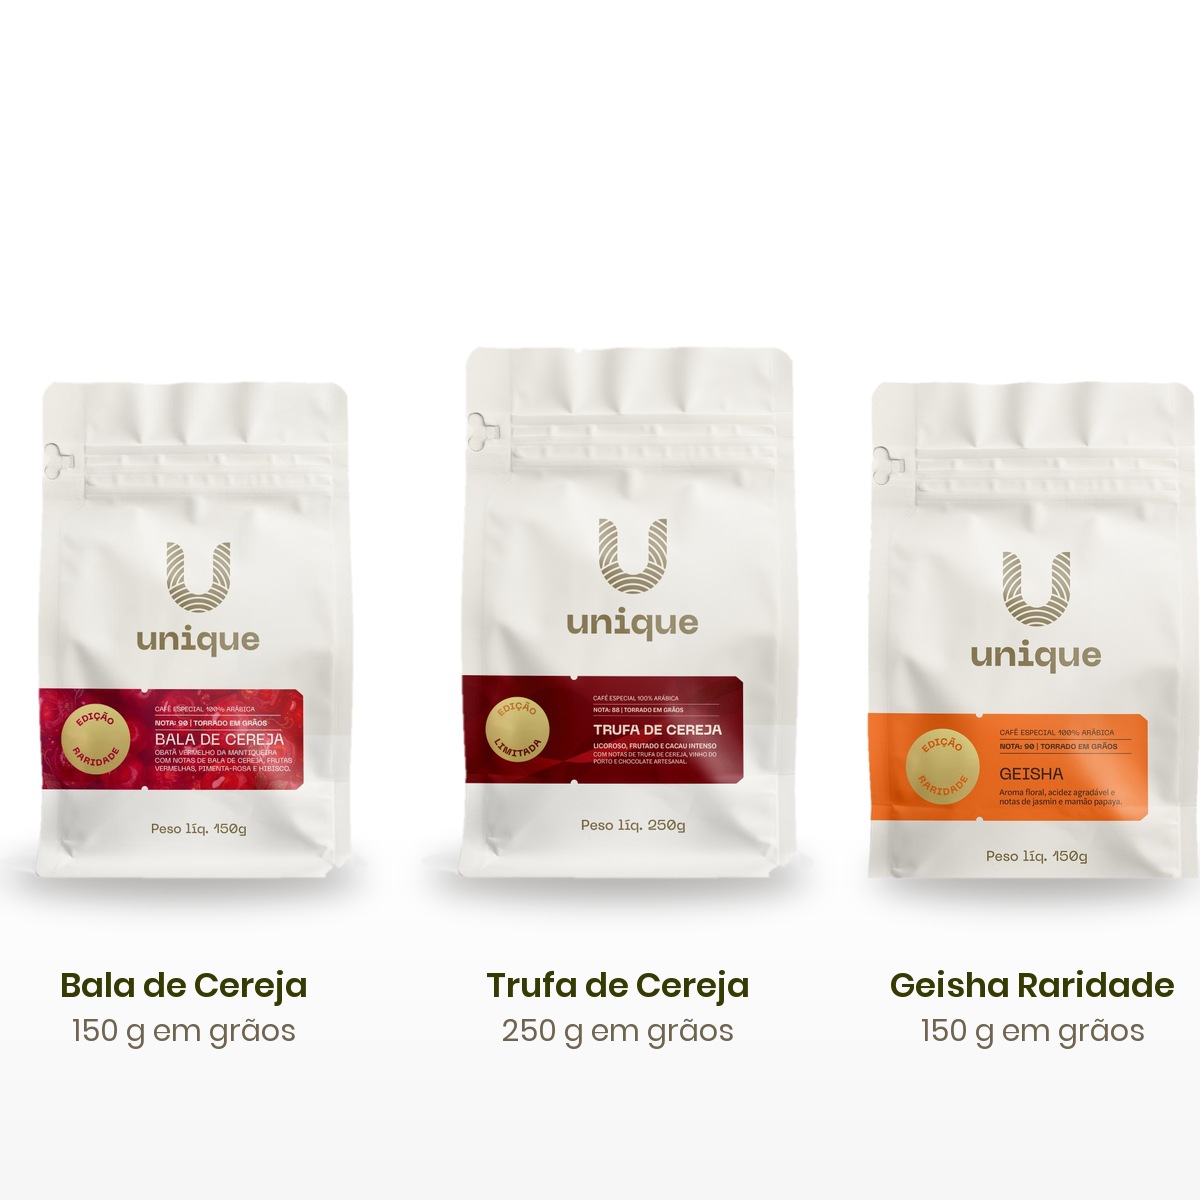 unique
EDIÇÃO
RARIDADE
CAFÉ ESPECIAL 100% ARÁBICA
NOTA: 90 | TORRADO EM GRÃOS
BALA DE CEREJA
OBATÃ VERMELHO DA MANTIQUEIRA
COM NOTAS DE BALA DE CEREJA, FRUTAS
VERMELHAS, PIMENTA-ROSA E HIBISCO.
Peso líq. 150g
Bala de Cereja
150 g em grãos
unique
EDIÇÃO
LIMITADA
CAFÉ ESPECIAL 100% ARÁBICA
NOTA: 88 | TORRADO EM GRÃOS
TRUFA DE CEREJA
LICOROSO, FRUTADO E CACAU INTENSO
COM NOTAS DE TRUFA DE CEREJA, VINHO DO
PORTO E CHOCOLATE ARTESANAL.
Peso líq. 250g
Trufa de Cereja
250 g em grãos
unique
EDIÇÃO
RARIDADE
CAFÉ ESPECIAL 100% ARÁBICA
NOTA: 90 | TORRADO EM GRÃOS
GEISHA
Aroma floral, acidez agradável e
notas de jasmin e mamão papaya.
Peso líq. 150g
Geisha Raridade
150 g em grãos